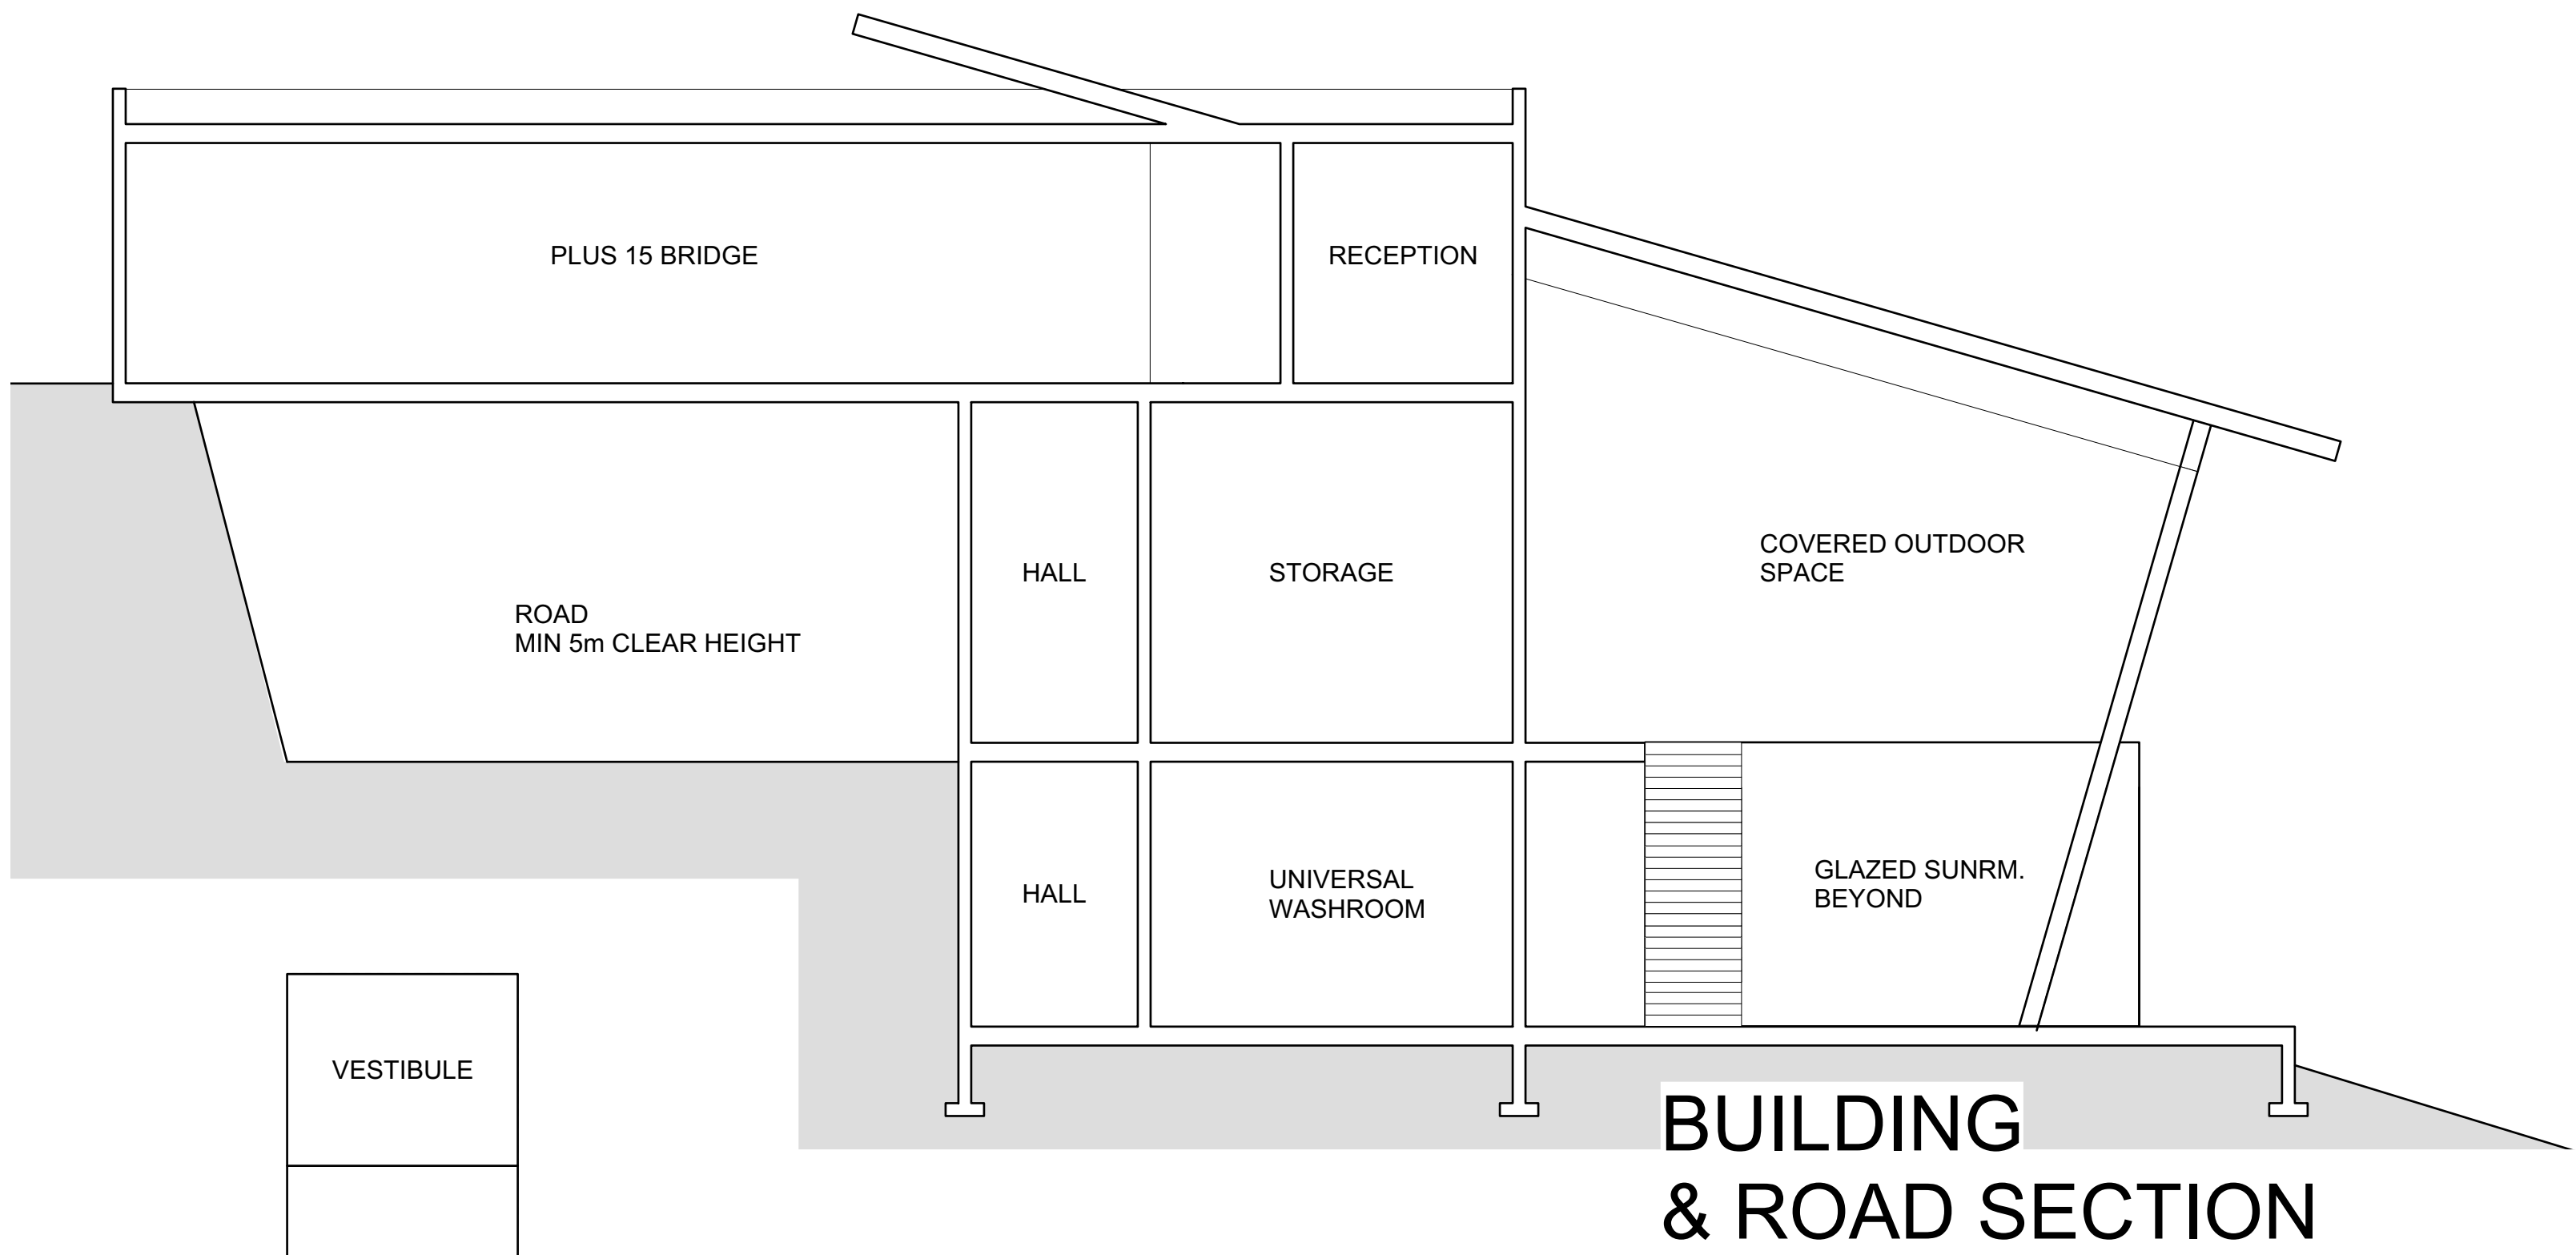 PLUS 15 BRIDGE
RECEPTION
COVERED OUTDOOR
SPACE
HALL
STORAGE
ROAD
MIN 5m CLEAR HEIGHT
GLAZED SUNRM.
BEYOND
HALL
UNIVERSAL
WASHROOM
VESTIBULE
BUILDING
& ROAD SECTION